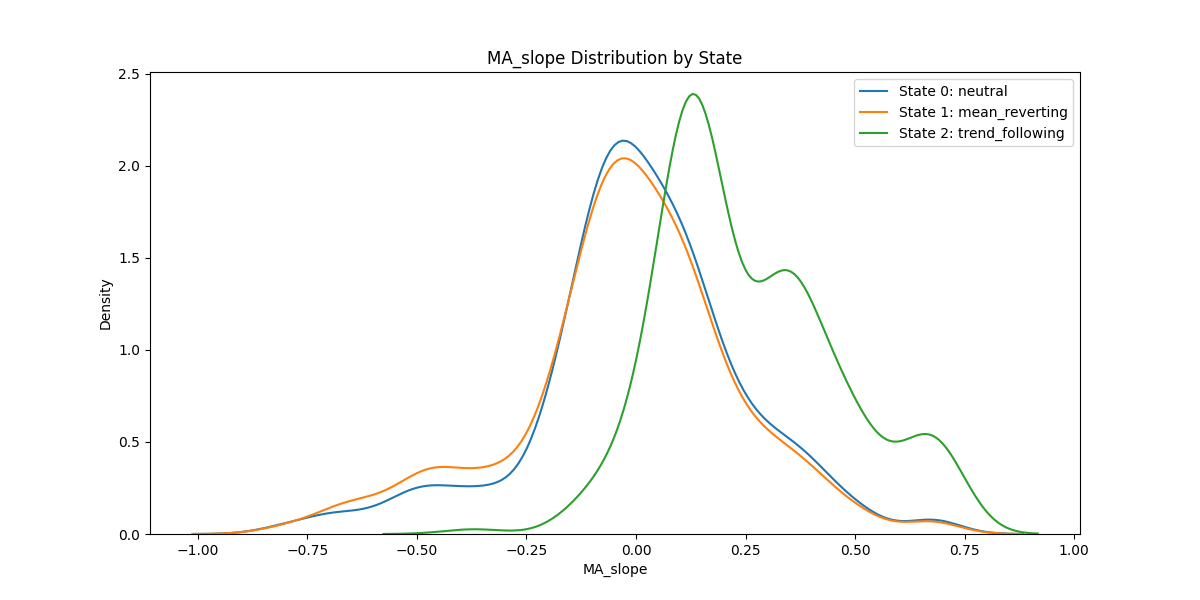 MA_slope Distribution by State
State 0: neutral
State 1: mean_reverting
State 2: trend_following
Density
2.5
2.0
1.5
1.0
0.5
0.0
−1.00 −0.75 −0.50 −0.25 0.00 0.25 0.50 0.75 1.00
MA_slope